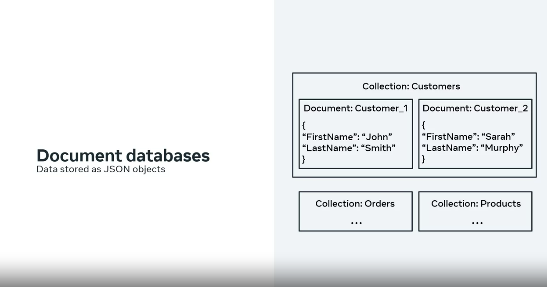 Document databases
Data stored as JSON objects
Collection: Customers
Document: Customer_1
{
“FirstName”: “John”
“LastName”: “Smith”
}
Document: Customer_2
{
“FirstName”: “Sarah”
“LastName”: “Murphy”
}
Collection: Orders
...
Collection: Products
...